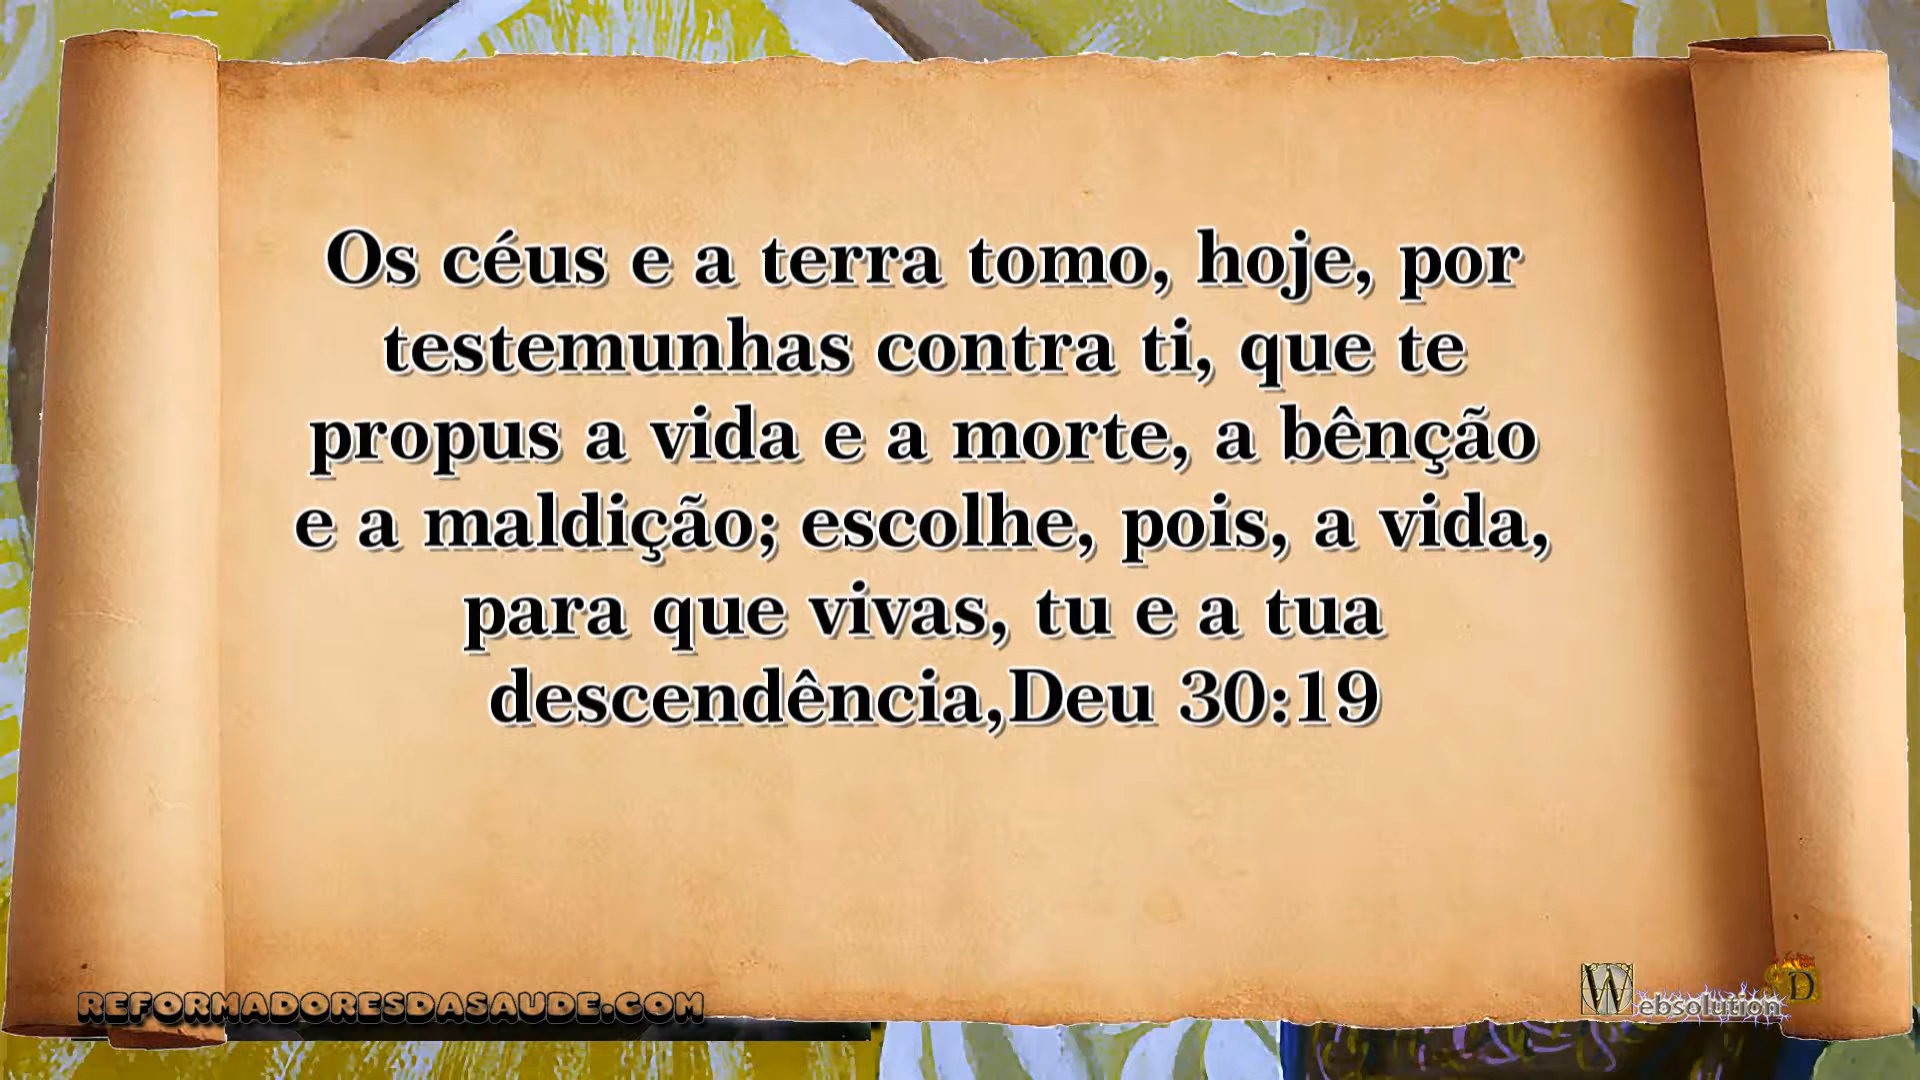 Os céus e a terra tomo, hoje, por
testemunhas contra ti, que te
propus a vida e a morte, a bênção
e a maldição; escolhe, pois, a vida,
para que vivas, tu e a tua
descendência,Deu 30:19
REFORMADORESDASAUDE.COM
Websolution D